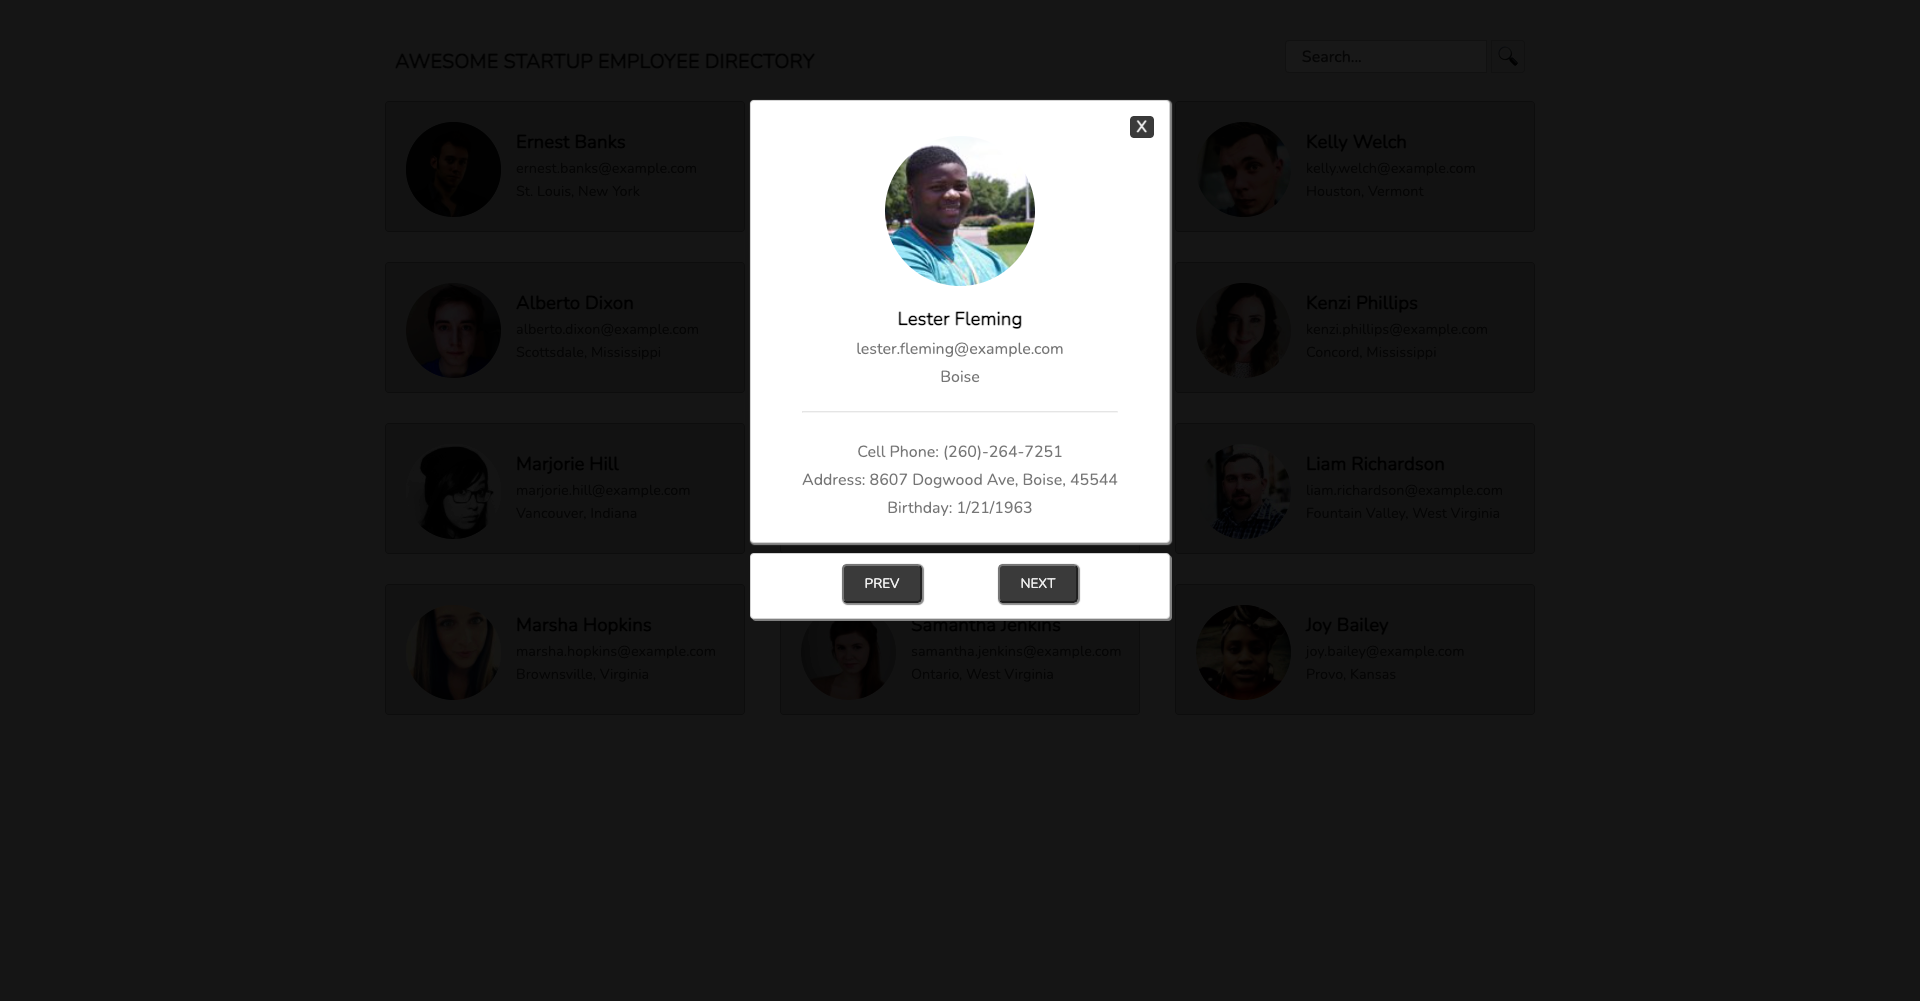 AWESOME STARTUP EMPLOYEE DIRECTORY
Search...
Ernest Banks
ernest.banks@example.com
St. Louis, New York
Kelly Welch
kelly.welch@example.com
Houston, Vermont
Alberto Dixon
alberto.dixon@example.com
Scottsdale, Mississippi
Kenzi Phillips
kenzi.phillips@example.com
Concord, Mississippi
Marjorie Hill
marjorie.hill@example.com
Vancouver, Indiana
Liam Richardson
liam.richardson@example.com
Fountain Valley, West Virginia
Marsha Hopkins
marsha.hopkins@example.com
Brownsville, Virginia
Samantha Jenkins
samantha.jenkins@example.com
Ontario, West Virginia
Joy Bailey
joy.bailey@example.com
Provo, Kansas
X
Lester Fleming
lester.fleming@example.com
Boise
Cell Phone: (260)-264-7251
Address: 8607 Dogwood Ave, Boise, 45544
Birthday: 1/21/1963
PREV
NEXT